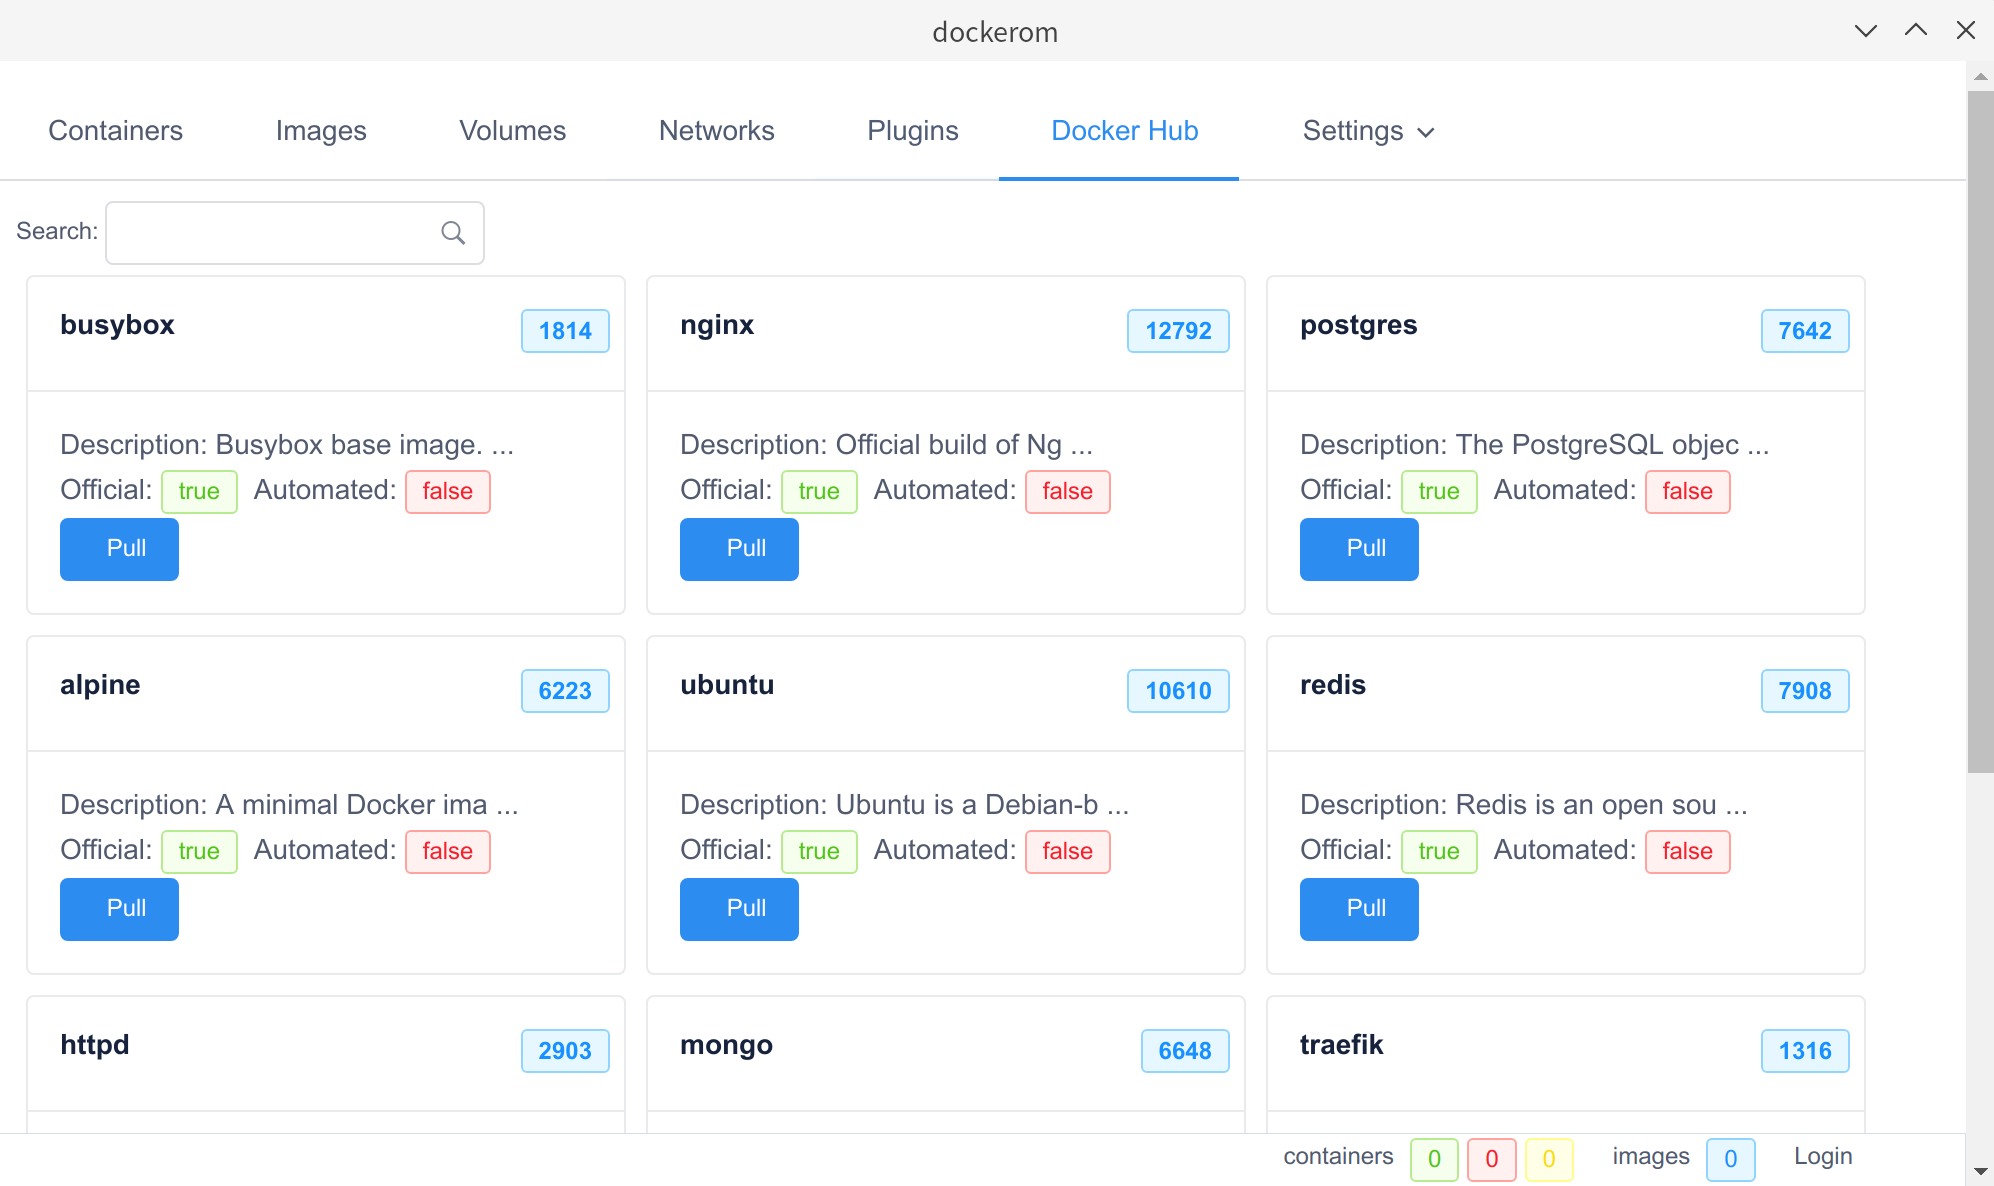 dockerom
Containers Images Volumes Networks Plugins Docker Hub Settings
Search:
busybox 1814
Description: Busybox base image. ...
Official: true Automated: false
Pull
nginx 12792
Description: Official build of Ng ...
Official: true Automated: false
Pull
postgres 7642
Description: The PostgreSQL objec ...
Official: true Automated: false
Pull
alpine 6223
Description: A minimal Docker ima ...
Official: true Automated: false
Pull
ubuntu 10610
Description: Ubuntu is a Debian-b ...
Official: true Automated: false
Pull
redis 7908
Description: Redis is an open sou ...
Official: true Automated: false
Pull
httpd 2903
mongo 6648
traefik 1316
containers 0 0 0 images 0 Login